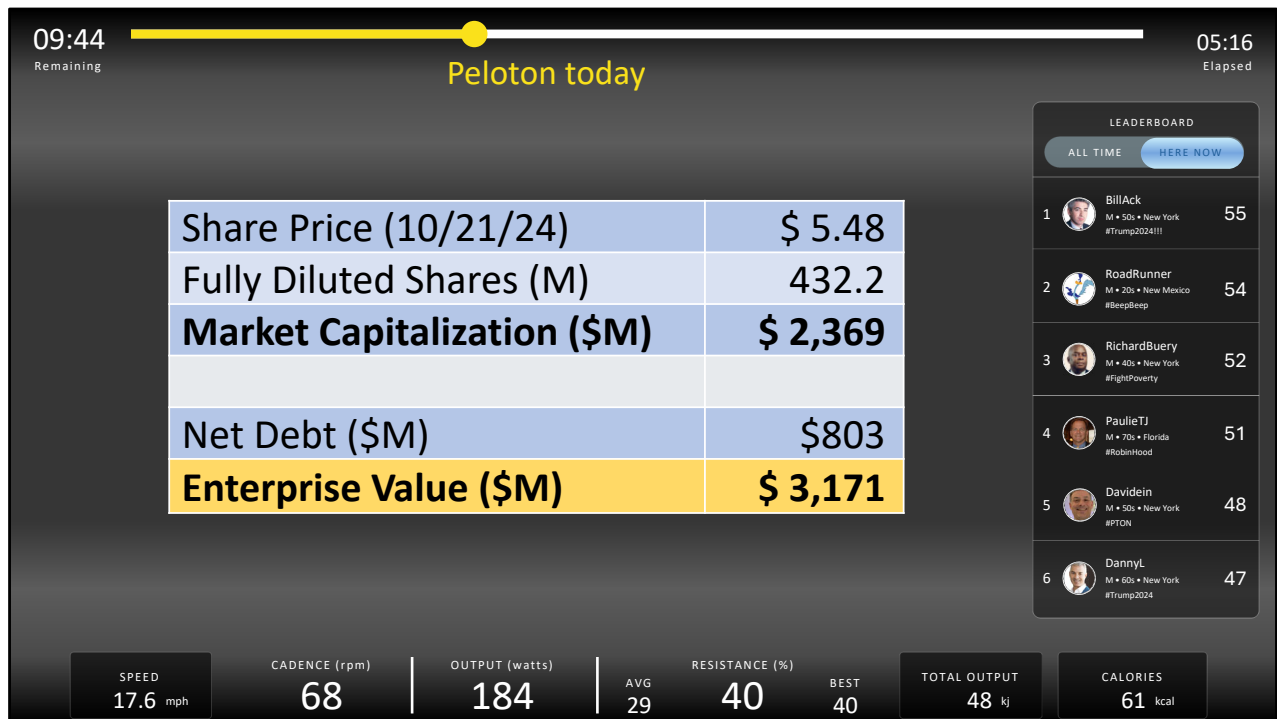 09:44
Remaining
05:16
Elapsed
Peloton today
Share Price (10/21/24) $ 5.48
Fully Diluted Shares (M) 432.2
Market Capitalization ($M) $ 2,369
Net Debt ($M) $803
Enterprise Value ($M) $ 3,171
LEADERBOARD
ALL TIME HERE NOW
1 BillAck 55
M • 50s • New York
#Trump2024!!!
2 RoadRunner 54
M • 20s • New Mexico
#BeepBeep
3 RichardBuery 52
M • 40s • New York
#FightPoverty
4 PaulieTJ 51
M • 70s • Florida
#RobinHood
5 Davidein 48
M • 50s • New York
#PTON
6 DannyL 47
M • 60s • New York
#Trump2024
SPEED
17.6 mph
CADENCE (rpm)
68
OUTPUT (watts)
184
RESISTANCE (%)
AVG
29
40
BEST
40
TOTAL OUTPUT
48 kj
CALORIES
61 kcal